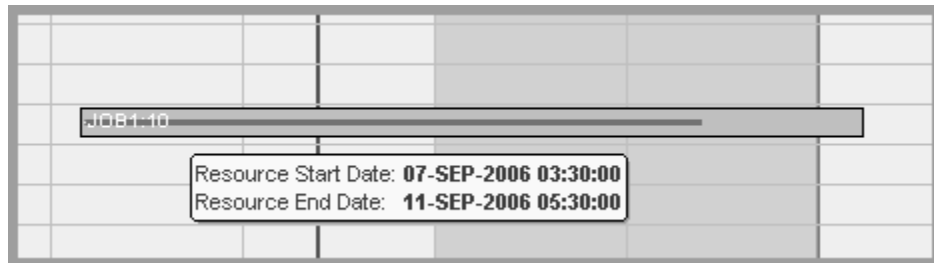 JOB1:10
Resource Start Date: 07-SEP-2006 03:30:00
Resource End Date: 11-SEP-2006 05:30:00